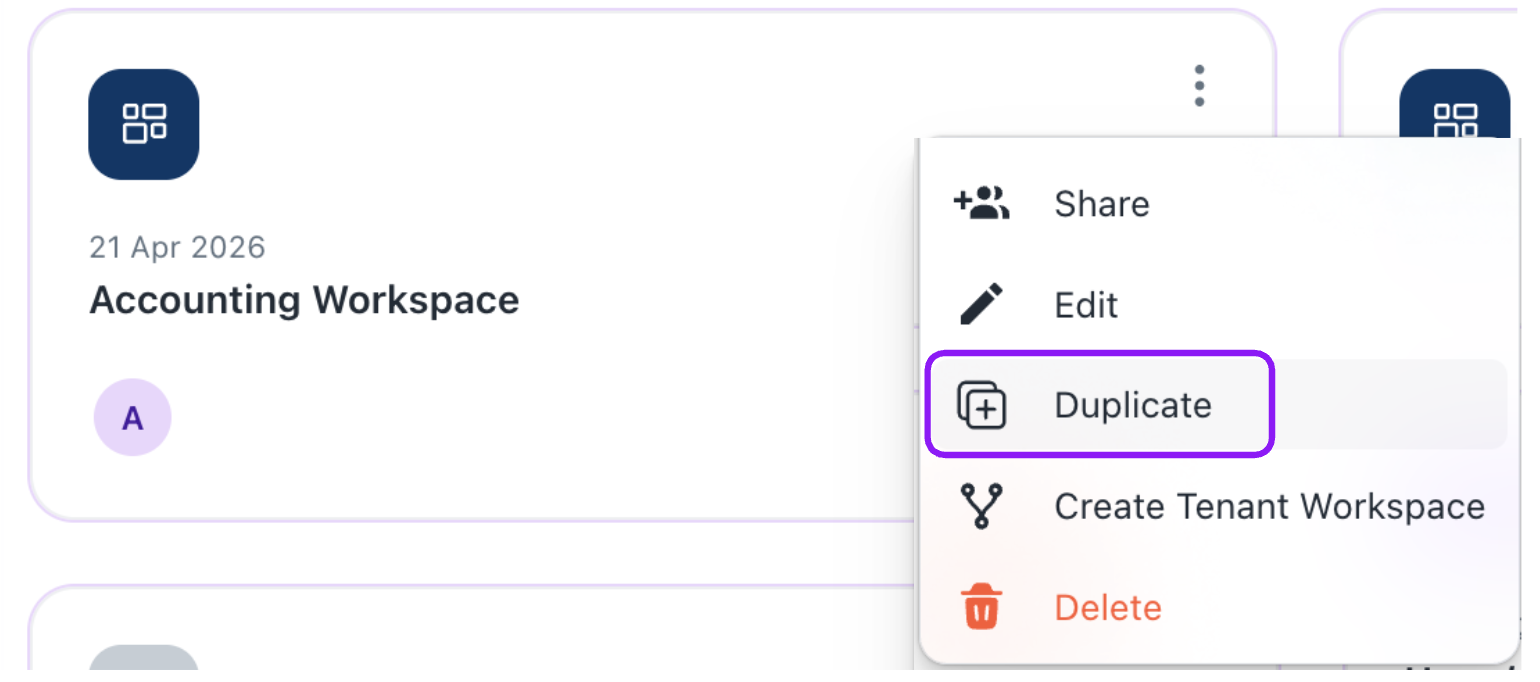 21 Apr 2026
Accounting Workspace
A
Share
Edit
Duplicate
Create Tenant Workspace
Delete